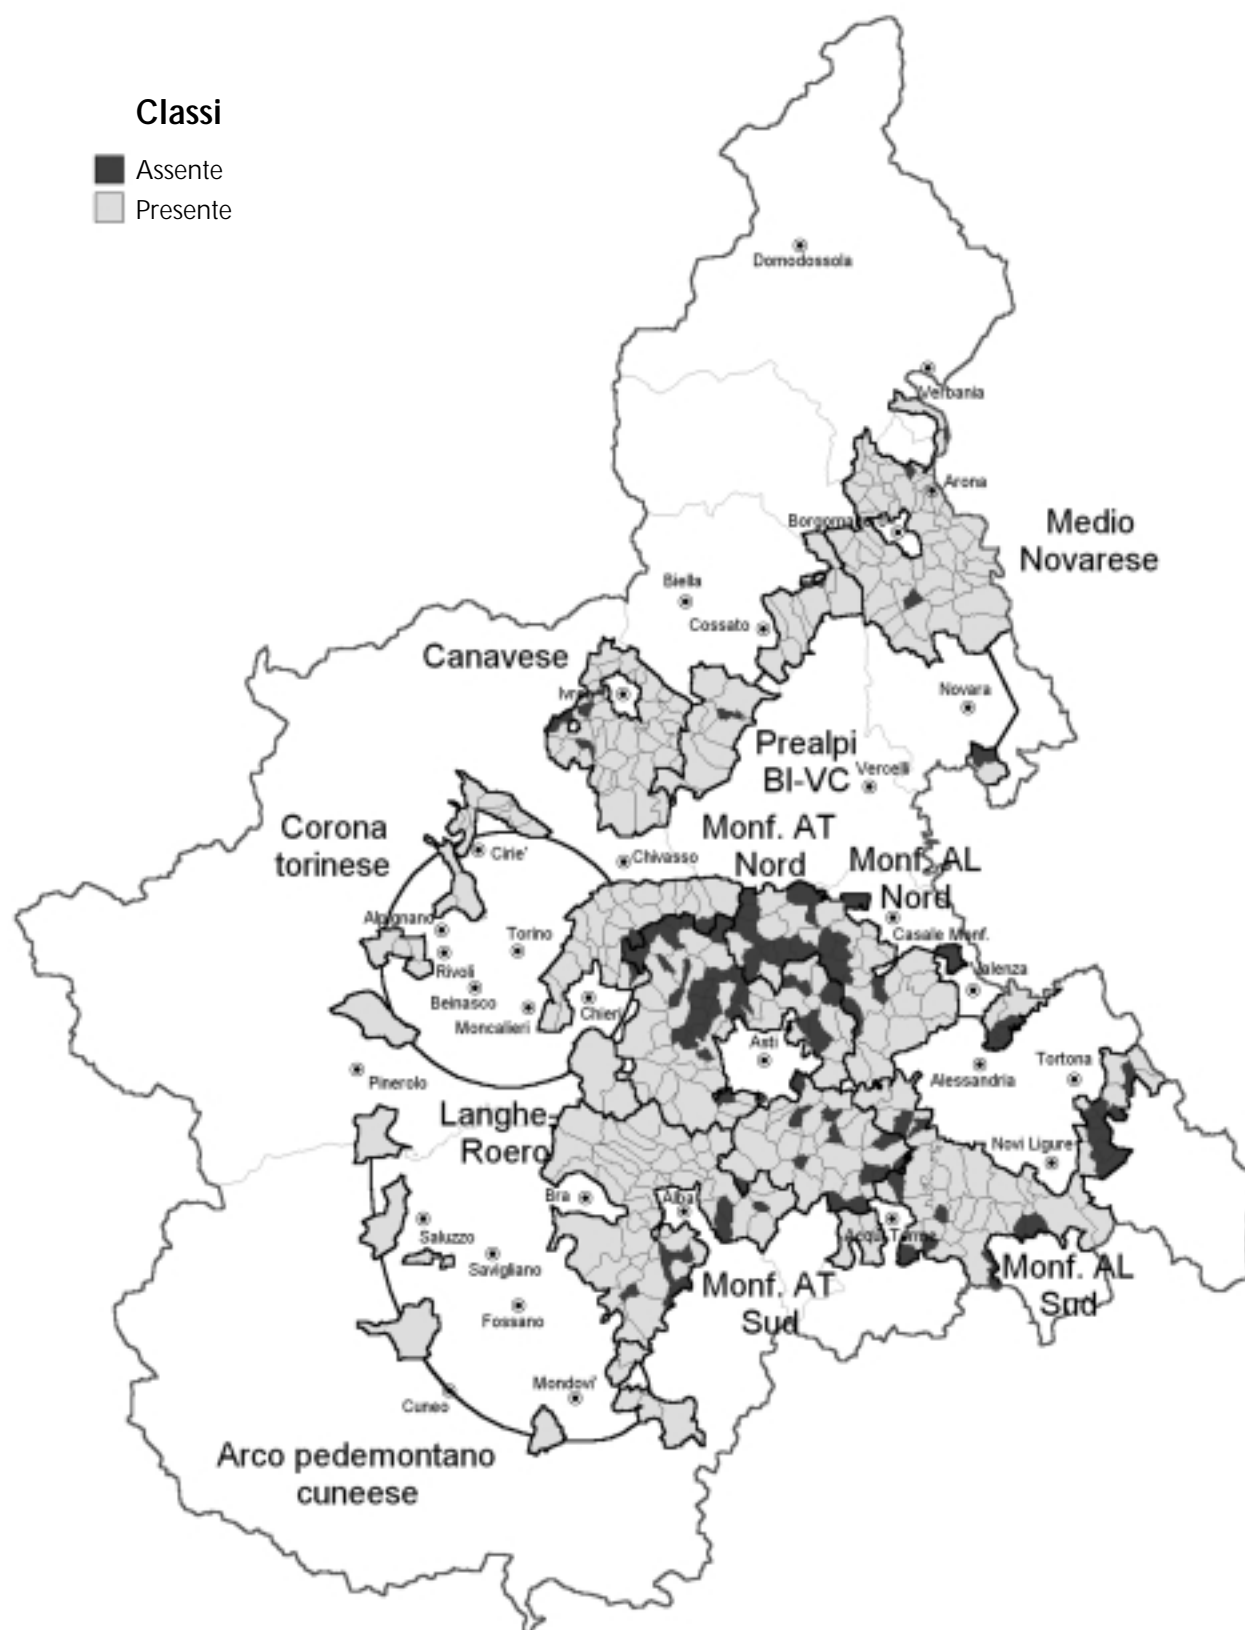 Classi
Assente
Presente
Domodossola
Verbania
Arona
Medio
Novarese
Biella
Cossato
Canavese
Novara
Prealpi
BI-VC
Vercelli
Corona
torinese
Monf. AT
Nord
Cirie'
Chivasso
Monf. AL
Nord
Alpignano
Torino
Casale Monf.
Rivoli
Valenza
Beinasco
Chieri
Moncalieri
Asti
Tortona
Pinerolo
Alessandria
Langhe-
Roero
Novi Ligure
Bra
Alba
Saluzzo
Acqui Terme
Savigliano
Monf. AT
Sud
Monf. AL
Sud
Fossano
Mondovi'
Cuneo
Arco pedemontano
cuneese